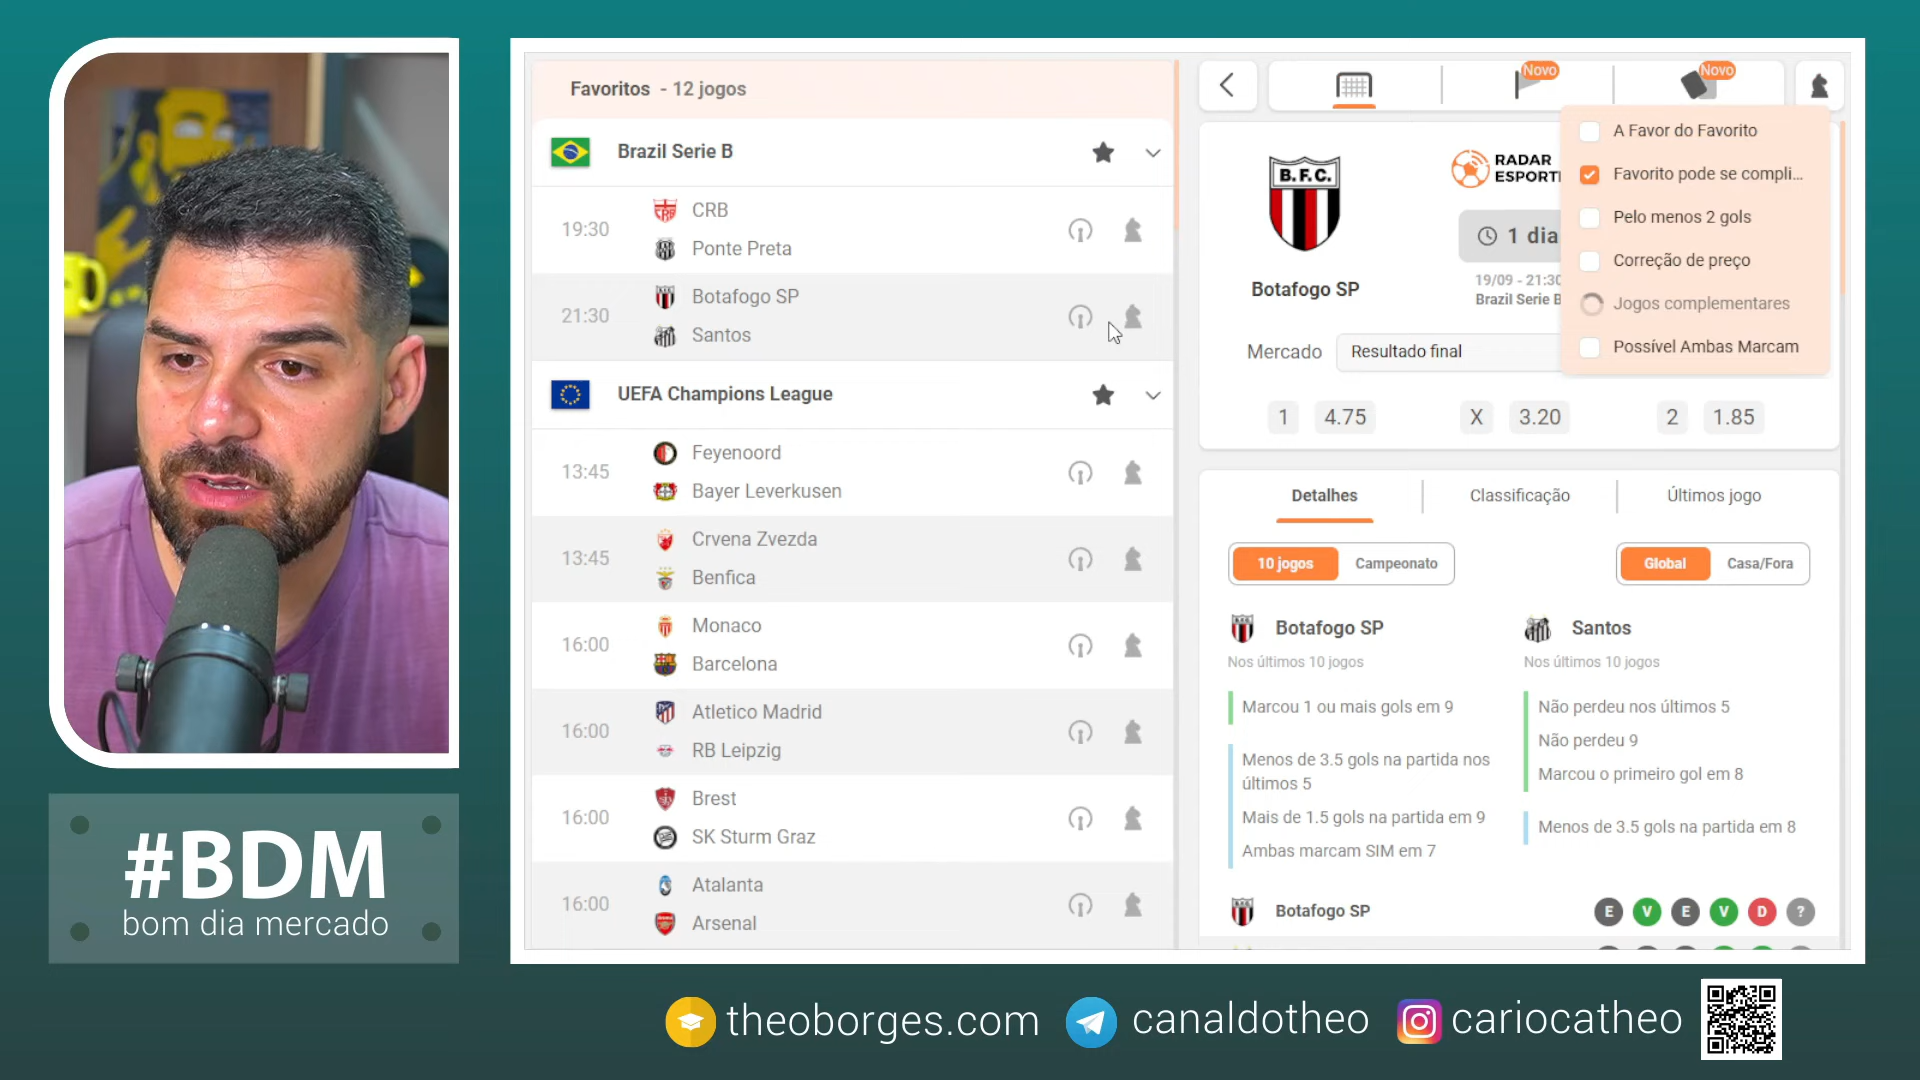 #BDM
bom dia mercado
Favoritos - 12 jogos
Brazil Serie B
19:30
CRB
Ponte Preta
21:30
Botafogo SP
Santos
UEFA Champions League
13:45
Feyenoord
Bayer Leverkusen
13:45
Crvena Zvezda
Benfica
16:00
Monaco
Barcelona
16:00
Atletico Madrid
RB Leipzig
16:00
Brest
SK Sturm Graz
16:00
Atalanta
Arsenal
Novo
Novo
A Favor do Favorito
Favorito pode se compli...
Pelo menos 2 gols
Correção de preço
Jogos complementares
Possível Ambas Marcam
B.F.C.
Botafogo SP
RADAR
ESPORTI
1 dia
19/09 - 21:30
Brazil Serie B
Mercado
Resultado final
1 4.75 X 3.20 2 1.85
Detalhes
Classificação
Últimos jogo
10 jogos
Campeonato
Global
Casa/Fora
Botafogo SP
Nos últimos 10 jogos
Marcou 1 ou mais gols em 9
Menos de 3.5 gols na partida nos
últimos 5
Mais de 1.5 gols na partida em 9
Ambas marcam SIM em 7
Santos
Nos últimos 10 jogos
Não perdeu nos últimos 5
Não perdeu 9
Marcou o primeiro gol em 8
Menos de 3.5 gols na partida em 8
Botafogo SP
E V E V D ?
theoborges.com
canaldotheo
cariocatheo